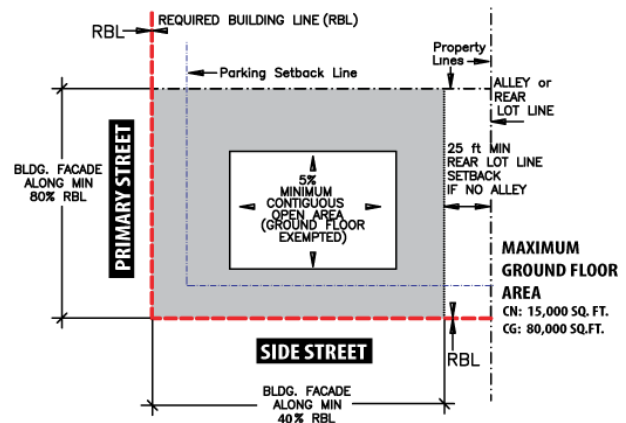 REQUIRED BUILDING LINE (RBL)
RBL
Parking Setback Line
Property
Lines
ALLEY or
REAR
LOT LINE
BLDG. FACADE
ALONG MIN
80% RBL
PRIMARY STREET
5%
MINIMUM
CONTIGUOUS
OPEN AREA
(GROUND FLOOR
EXEMPTED)
25 ft MIN
REAR LOT LINE
SETBACK
IF NO ALLEY
MAXIMUM
GROUND FLOOR
AREA
CN: 15,000 SQ. FT.
CG: 80,000 SQ.FT.
SIDE STREET
RBL
BLDG. FACADE
ALONG MIN
40% RBL